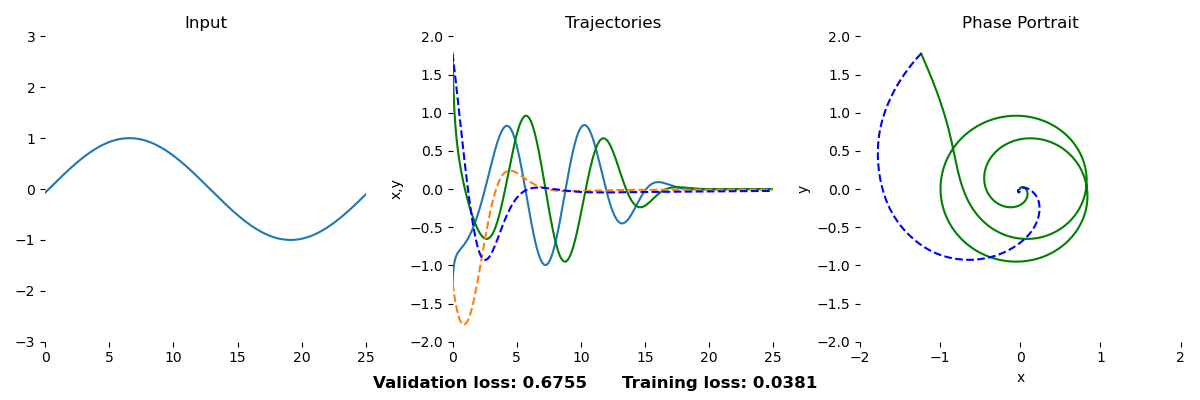 Input
3
2
1
0
−1
−2
−3
0 5 10 15 20 25
Trajectories
x,y
2.0
1.5
1.0
0.5
0.0
−0.5
−1.0
−1.5
−2.0
0 5 10 15 20 25
Phase Portrait
y
2.0
1.5
1.0
0.5
0.0
−0.5
−1.0
−1.5
−2.0
−2 −1 0 1 2
x
Validation loss: 0.6755 Training loss: 0.0381